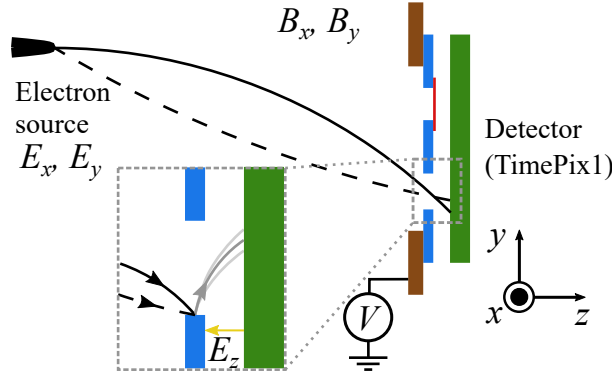 B_x, B_y
Electron
source
E_x, E_y
Detector
(TimePix1)
E_z
V
y
x
z